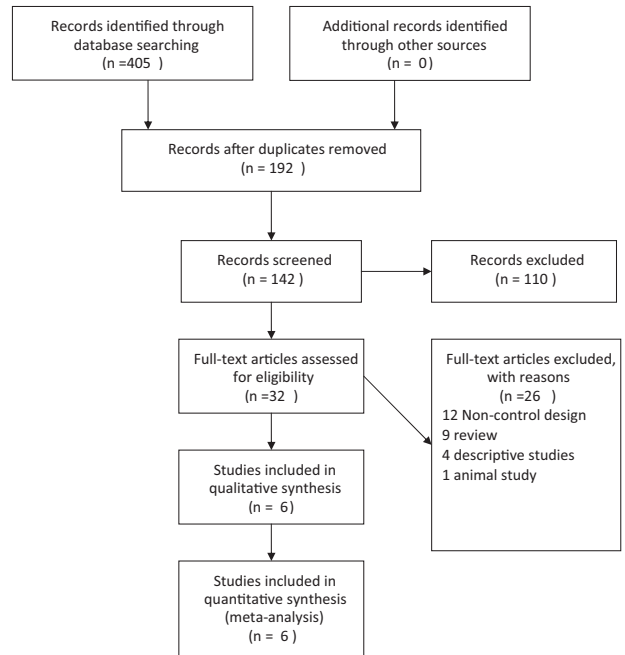 Records identified through
database searching
(n =405 )
Additional records identified
through other sources
(n = 0)
Records after duplicates removed
(n = 192 )
Records screened
(n = 142 )
Records excluded
(n = 110 )
Full-text articles assessed
for eligibility
(n =32 )
Full-text articles excluded,
with reasons
(n =26 )
12 Non-control design
9 review
4 descriptive studies
1 animal study
Studies included in
qualitative synthesis
(n = 6)
Studies included in
quantitative synthesis
(meta-analysis)
(n = 6 )